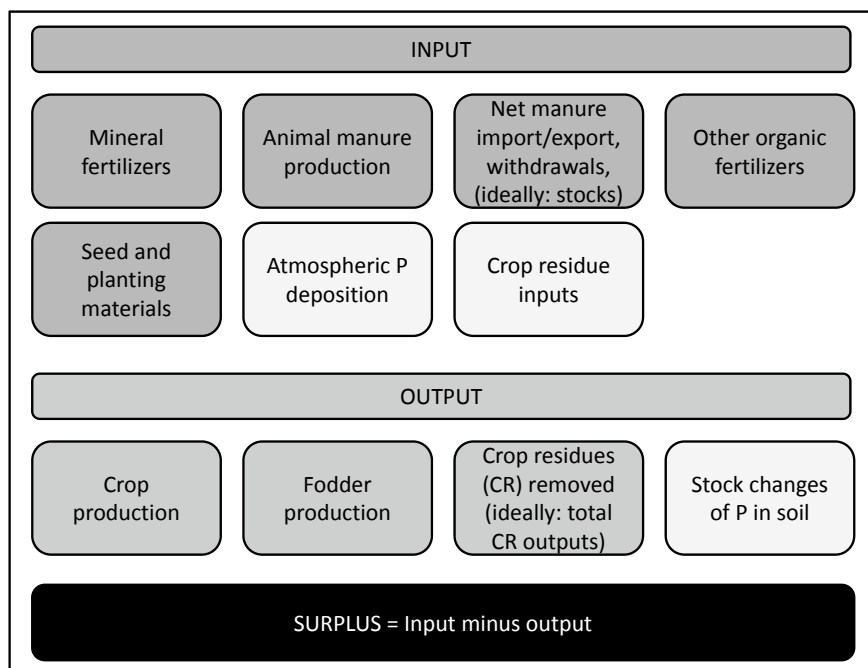 INPUT
Mineral
fertilizers
Animal manure
production
Net manure
import/export,
withdrawals,
(ideally: stocks)
Other organic
fertilizers
Seed and
planting
materials
Atmospheric P
deposition
Crop residue
inputs
OUTPUT
Crop
production
Fodder
production
Crop residues
(CR) removed
(ideally: total
CR outputs)
Stock changes
of P in soil
SURPLUS = Input minus output